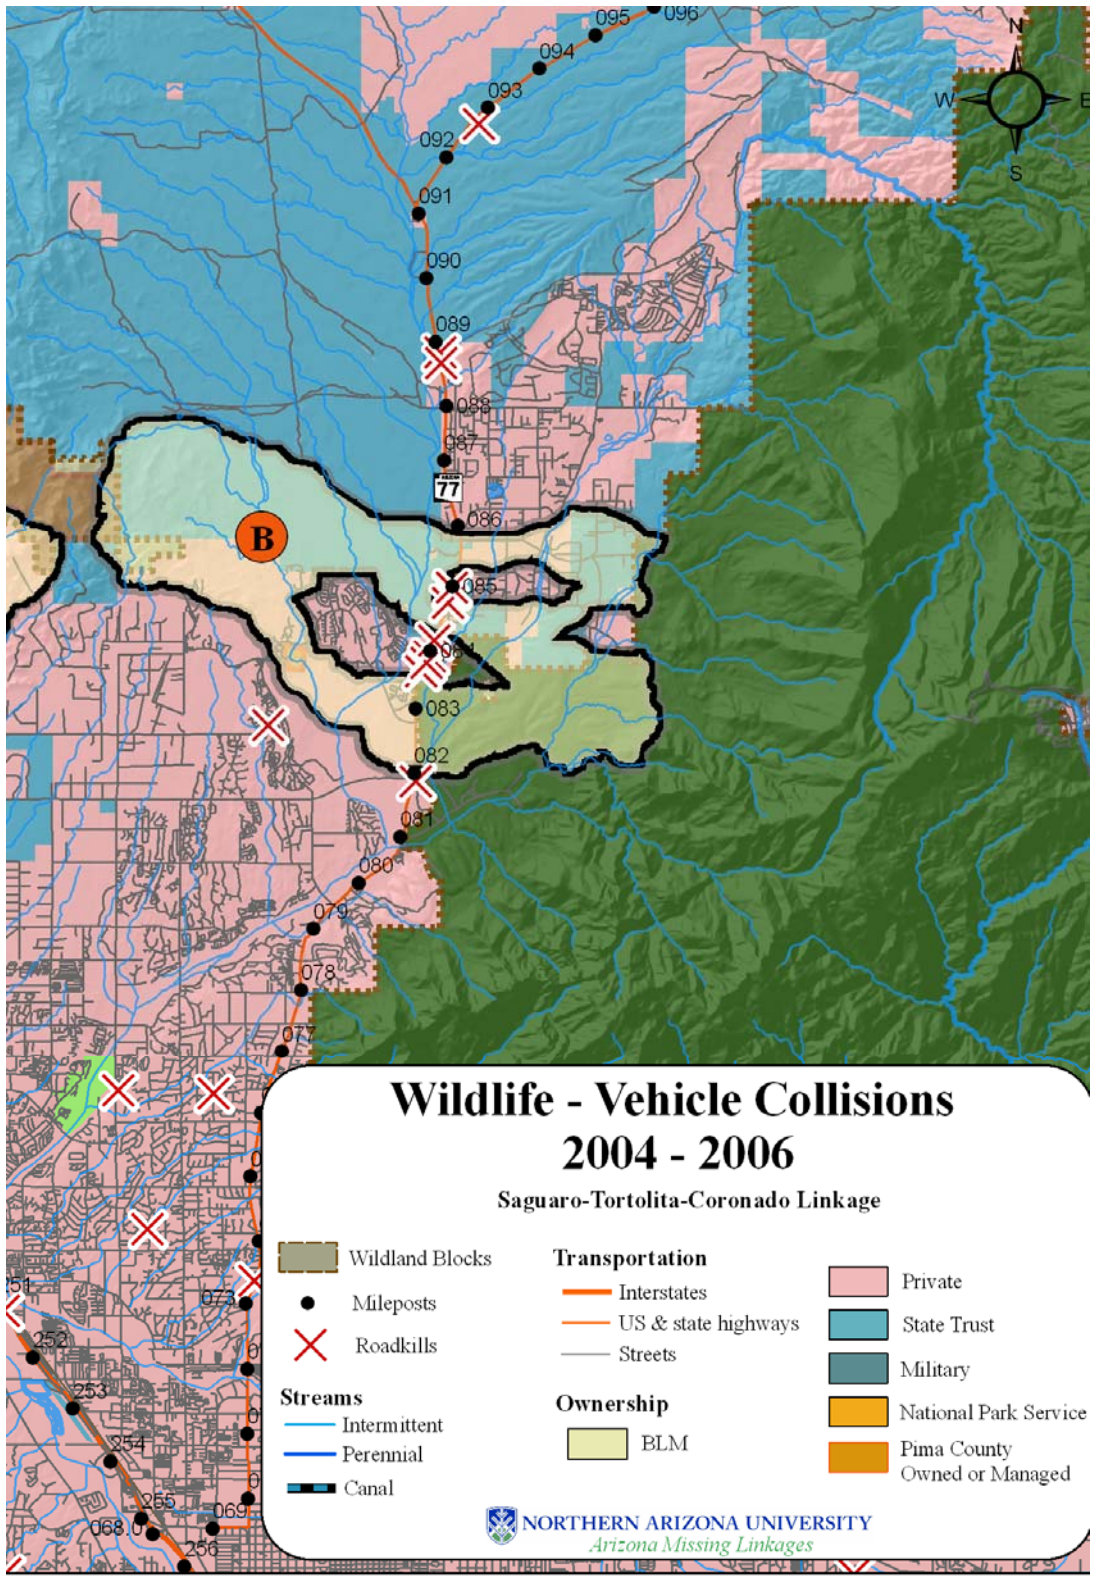 095
096
094
N
093
W
E
092
S
091
090
089
088
087
77
086
B
085
083
082
081
080
079
078
077
Wildlife - Vehicle Collisions
2004 - 2006
Saguaro-Tortolita-Coronado Linkage
Wildland Blocks
Mileposts
Roadkills
Streams
Intermittent
Perennial
Canal
Transportation
Interstates
US & state highways
Streets
Ownership
BLM
Private
State Trust
Military
National Park Service
Pima County
Owned or Managed
073
252
253
254
255
068.0
069
256
NORTHERN ARIZONA UNIVERSITY
Arizona Missing Linkages